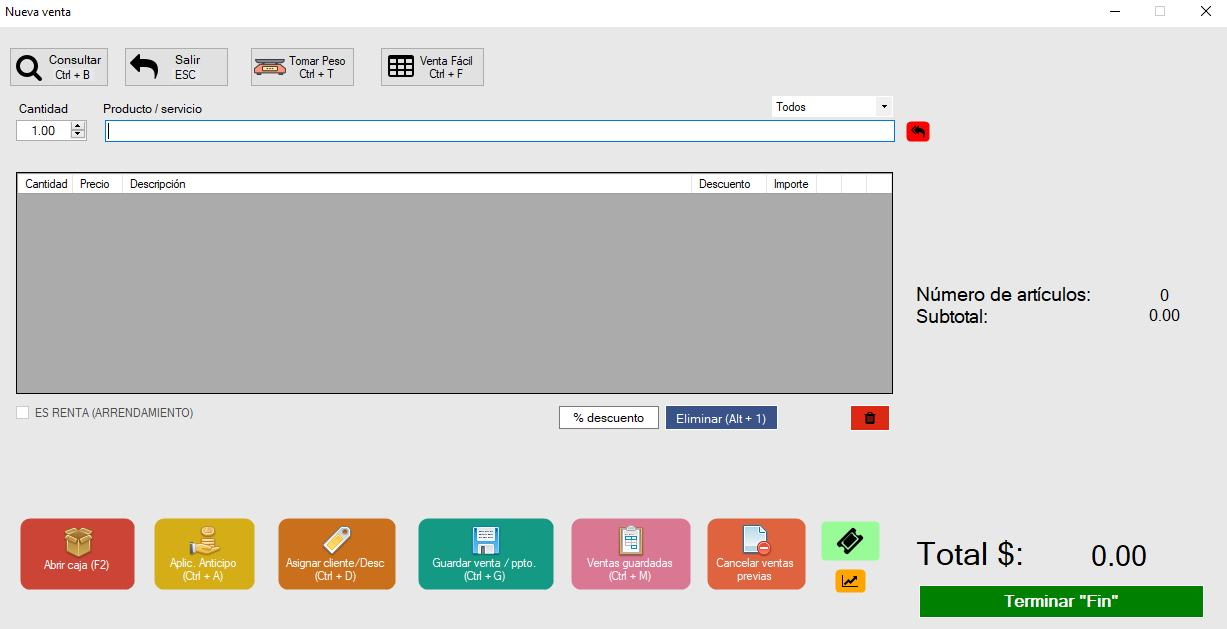 Nueva venta
Consultar
Ctrl + B
Salir
ESC
Tomar Peso
Ctrl + T
Venta Fácil
Ctrl + F
Cantidad
Producto / servicio
Todos
1.00
Cantidad Precio Descripción Descuento Importe
Número de artículos: 0
Subtotal: 0.00
ES RENTA (ARRENDAMIENTO)
% descuento
Eliminar (Alt + 1)
Abrir caja (F2)
Aplic. Anticipo
(Ctrl + A)
Asignar cliente/Desc
(Ctrl + D)
Guardar venta / ppto.
(Ctrl + G)
Ventas guardadas
(Ctrl + M)
Cancelar ventas
previas
Total $: 0.00
Terminar "Fin"